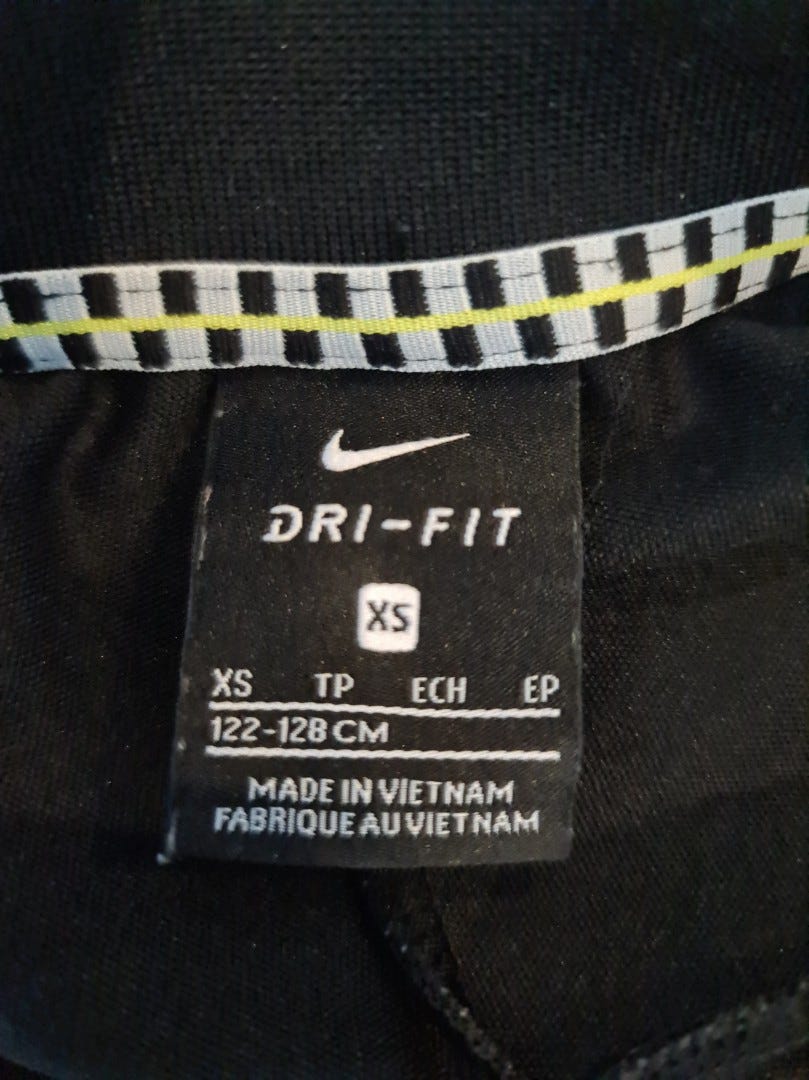 DRI-FIT
XS
XS TP ECH EP
122-128 CM
MADE IN VIETNAM
FABRIQUE AU VIETNAM